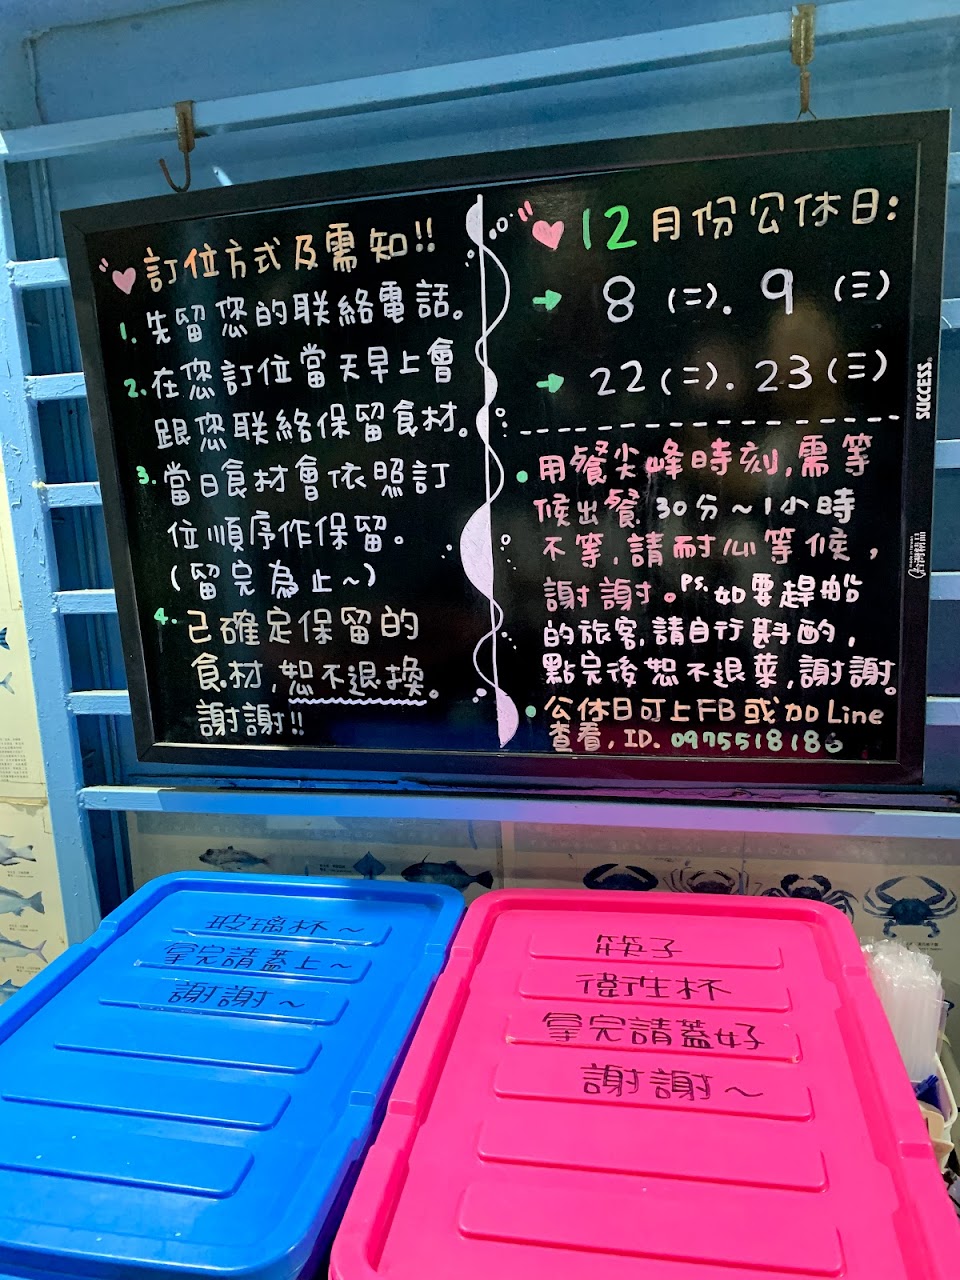 訂位方式及需知!!
1. 先留您的联絡電話。
2. 在您訂位當天早上會
跟您联絡保留食材。
3. 當日食材會依照訂
位順序作保留。
(留完為止~)
4. 己確定保留的
食材,恕不退換。
謝謝!!
12月份公休日:
→ 8 (二). 9 (三)
→ 22 (二). 23 (三)
• 用餐尖峰時刻,需等
候出餐 30分~1小時
不等,請耐心等候,
謝謝。PS. 如要趕船
的旅客,請自行斟酌,
點完後恕不退菜,謝謝。
• 公休日可上FB或加Line
查看,ID. 0975518186
SUCCESS
玻璃杯~
拿完請蓋上~
謝謝~
筷子
衛生杯
拿完請蓋好
謝謝~